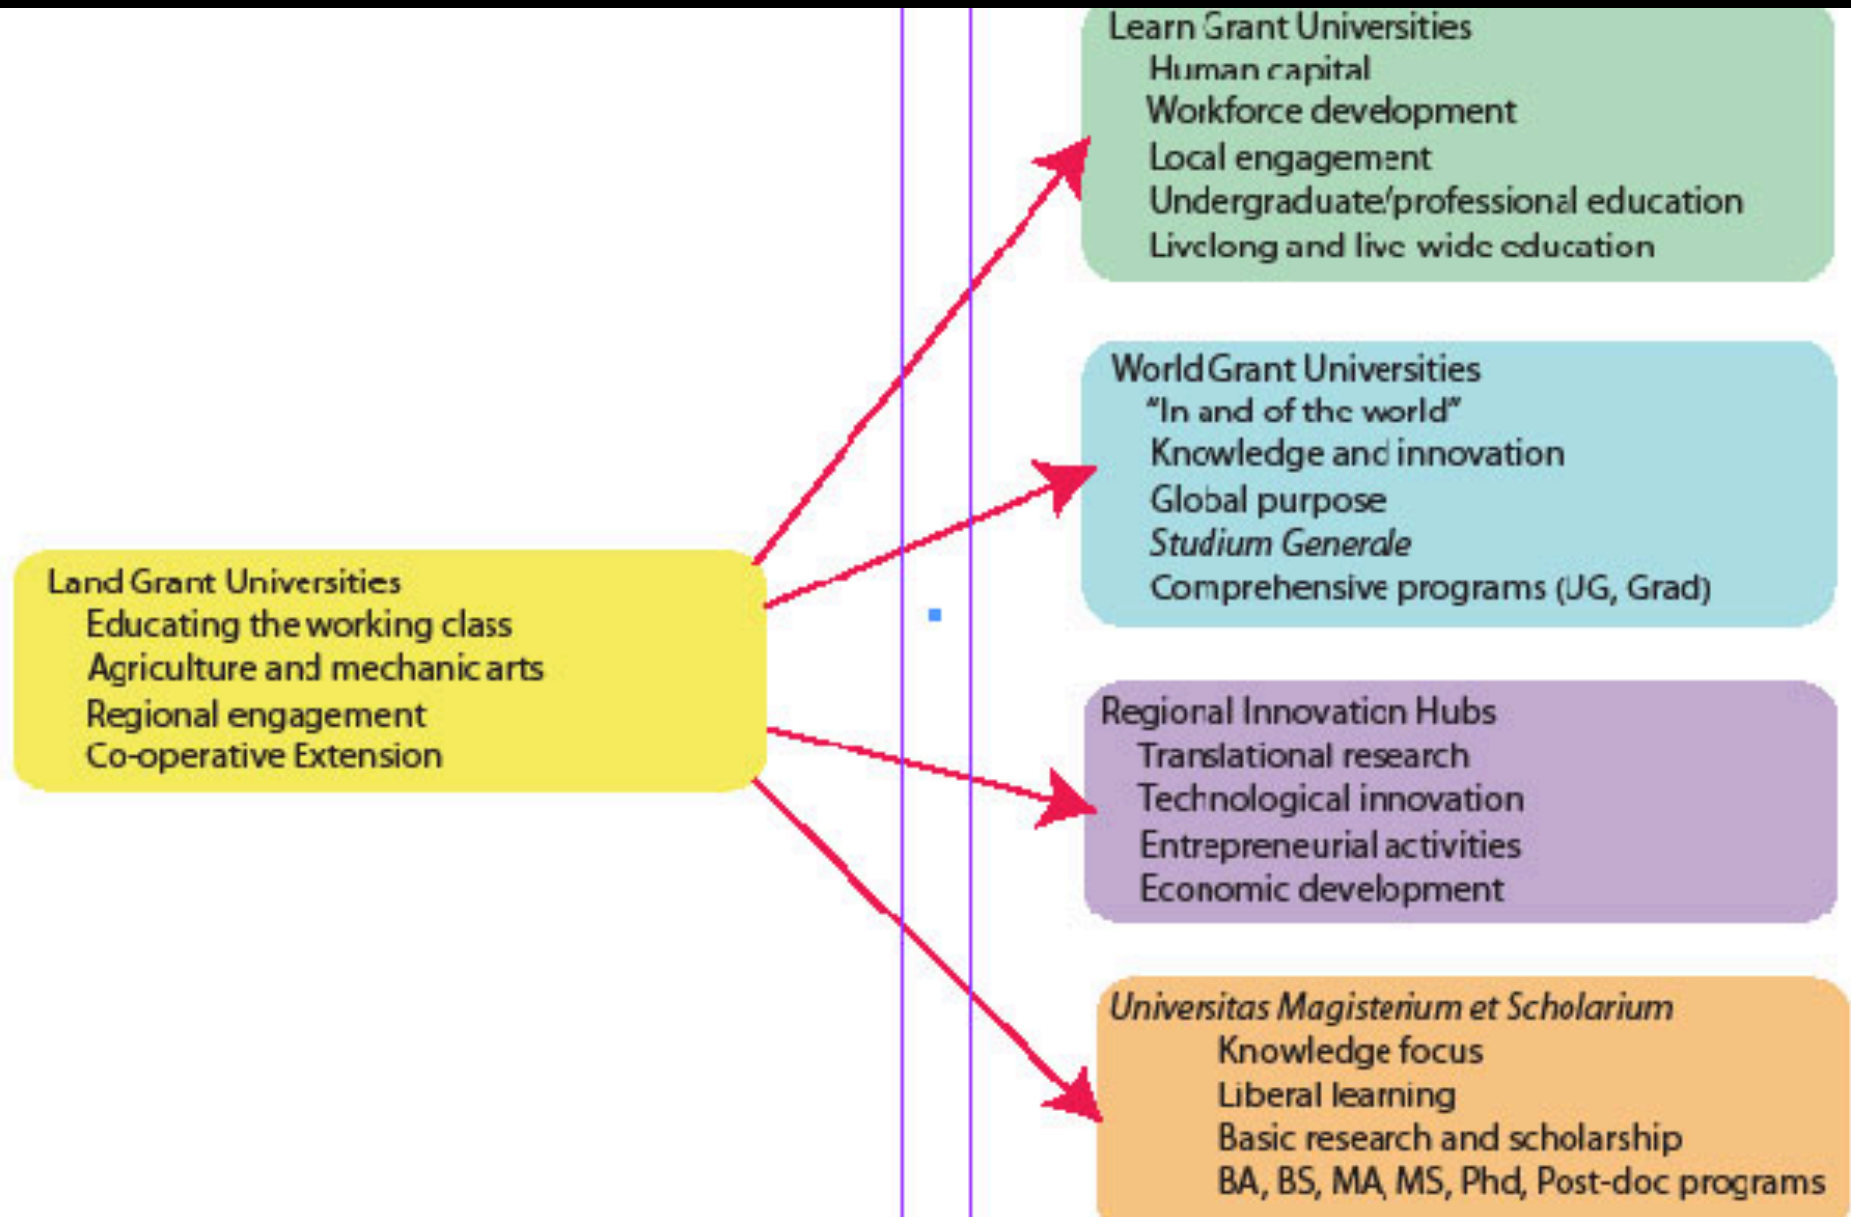 Learn Grant Universities
Human capital
Workforce development
Local engagement
Undergraduate/professional education
Livelong and live wide education
World Grant Universities
“In and of the world”
Knowledge and innovation
Global purpose
Studium Generale
Comprehensive programs (UG, Grad)
Land Grant Universities
Educating the working class
Agriculture and mechanic arts
Regional engagement
Co-operative Extension
Regional Innovation Hubs
Translational research
Technological innovation
Entrepreneurial activities
Economic development
Universitas Magisterium et Scholarium
Knowledge focus
Liberal learning
Basic research and scholarship
BA, BS, MA, MS, Phd, Post-doc programs